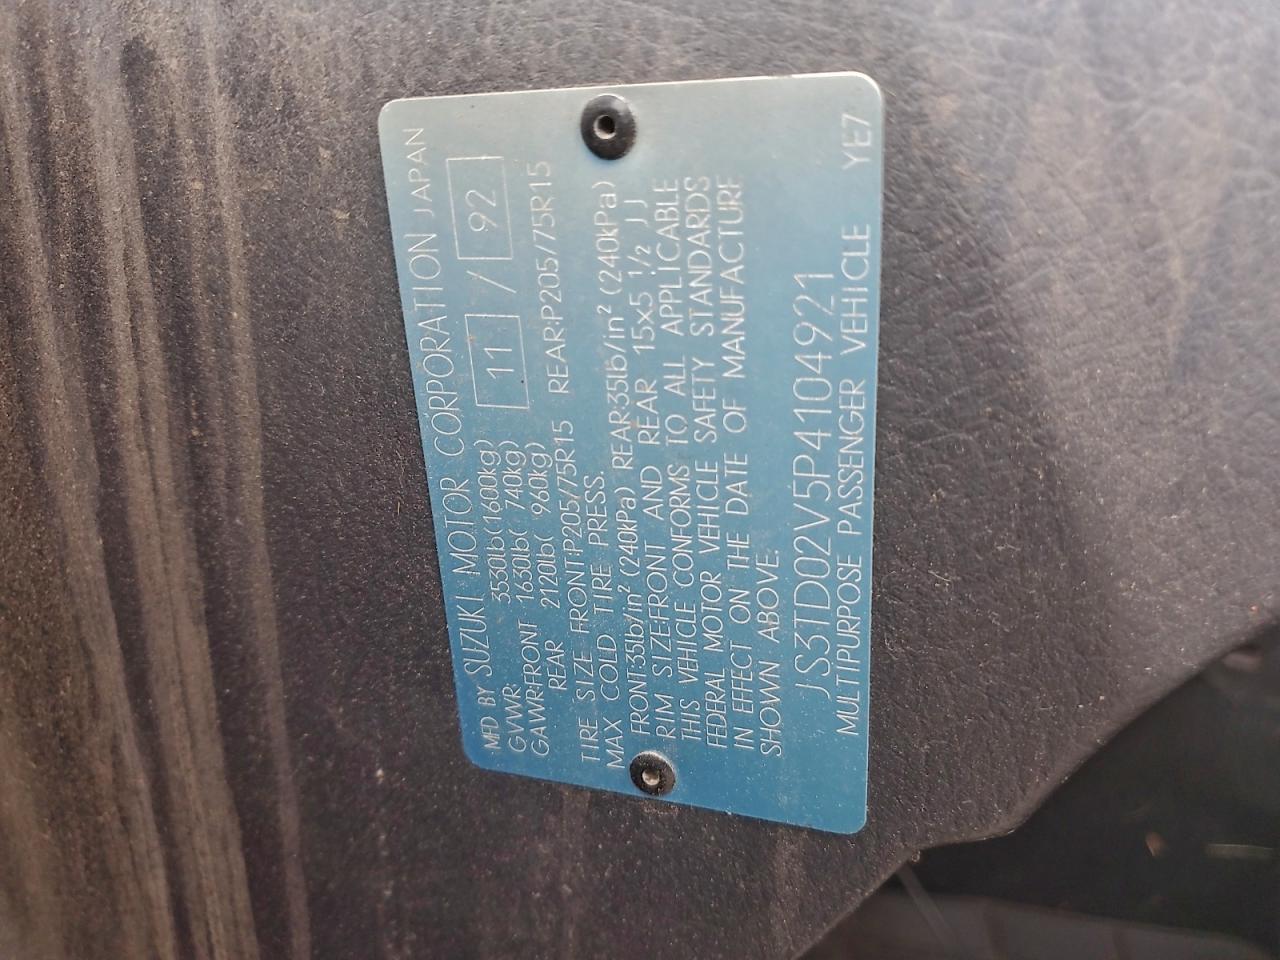 MFD BY SUZUKI MOTOR CORPORATION JAPAN
GVWR 3530lb(1600kg) 11 / 92
GAWR:FRONT 1630lb( 740kg)
REAR 2120lb( 960kg)
TIRE SIZE FRONT:P205/75R15 REAR:P205/75R15
MAX COLD TIRE PRESS.
FRONT:35lb/in² (240kPa) REAR:35lb/in² (240kPa)
RIM SIZE:FRONT AND REAR 15x5 1/2 JJ
THIS VEHICLE CONFORMS TO ALL APPLICABLE
FEDERAL MOTOR VEHICLE SAFETY STANDARDS
IN EFFECT ON THE DATE OF MANUFACTURE
SHOWN ABOVE.
JS3TD02V5P4104921
MULTIPURPOSE PASSENGER VEHICLE YE7